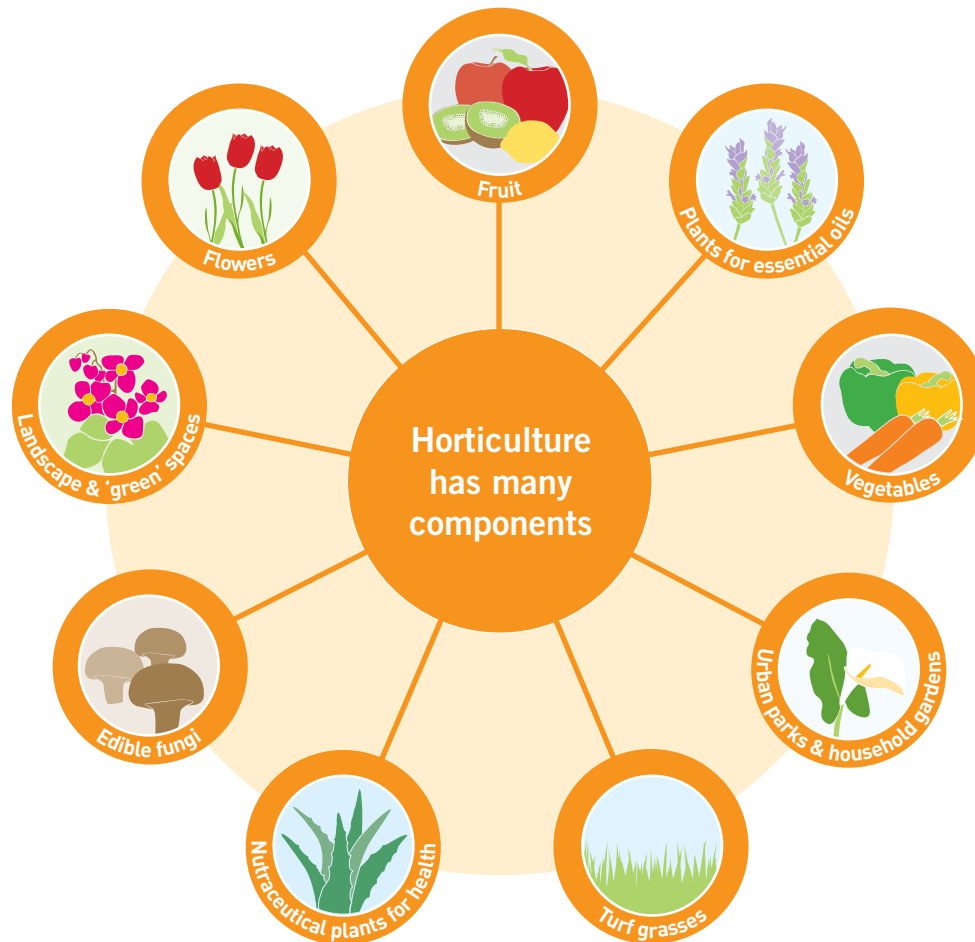 Horticulture
has many
components
Fruit
Plants for essential oils
Vegetables
Urban parks & household gardens
Turf grasses
Nutraceutical plants for health
Edible fungi
Landscape & ‘green’ spaces
Flowers